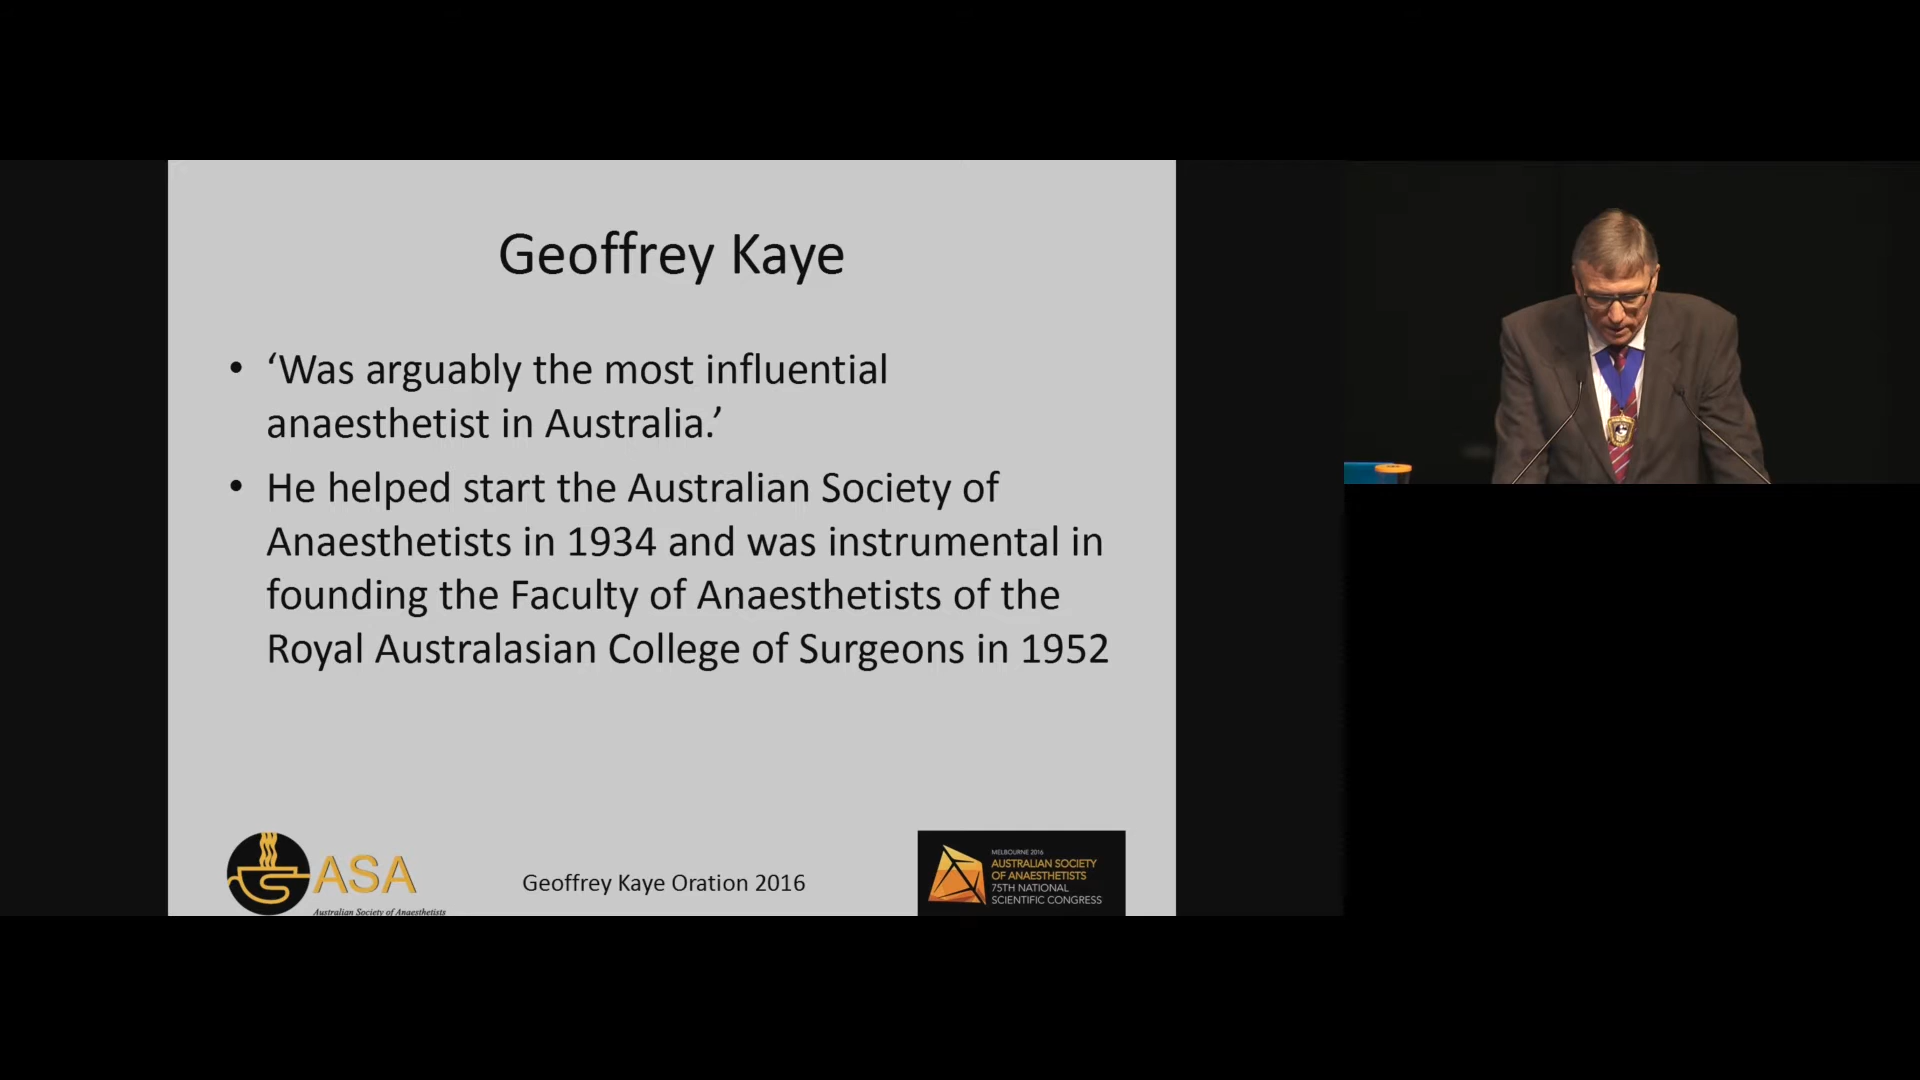 Geoffrey Kaye
• ‘Was arguably the most influential
anaesthetist in Australia.’
• He helped start the Australian Society of
Anaesthetists in 1934 and was instrumental in
founding the Faculty of Anaesthetists of the
Royal Australasian College of Surgeons in 1952
ASA
Australian Society of Anaesthetists
Geoffrey Kaye Oration 2016
MELBOURNE 2016
AUSTRALIAN SOCIETY
OF ANAESTHETISTS
75TH NATIONAL
SCIENTIFIC CONGRESS